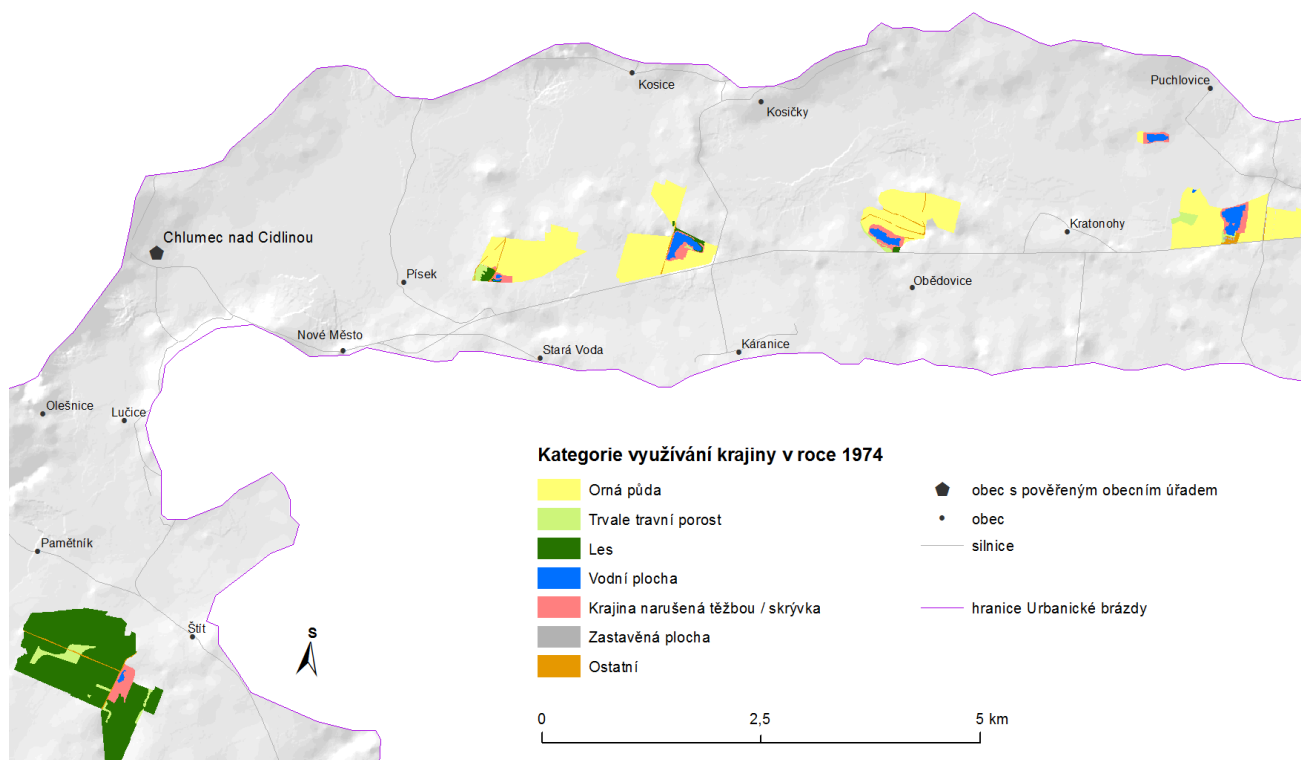 Kosice
Kosičky
Puchlovice
Chlumec nad Cidlinou
Kratonohy
Písek
Obědovice
Nové Město
Stará Voda
Káranice
Olešnice
Lučice
Pamětník
Štít
S
Kategorie využívání krajiny v roce 1974
Orná půda
Trvale travní porost
Les
Vodní plocha
Krajina narušená těžbou / skrývka
Zastavěná plocha
Ostatní
obec s pověřeným obecním úřadem
obec
silnice
hranice Urbanické brázdy
0 2,5 5 km